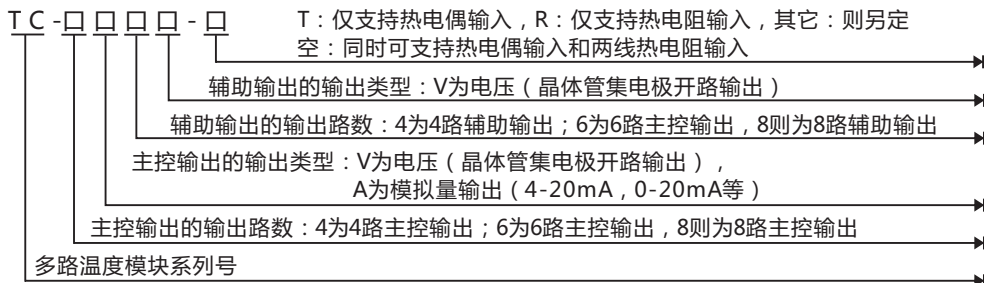 TC-口口口口-口 T：仅支持热电偶输入，R：仅支持热电阻输入，其它：则另定
空：同时可支持热电偶输入和两线热电阻输入
辅助输出的输出类型：V为电压（晶体管集电极开路输出）
辅助输出的输出路数：4为4路辅助输出；6为6路主控输出，8则为8路辅助输出
主控输出的输出类型：V为电压（晶体管集电极开路输出），
A为模拟量输出（4-20mA，0-20mA等）
主控输出的输出路数：4为4路主控输出；6为6路主控输出，8则为8路主控输出
多路温度模块系列号